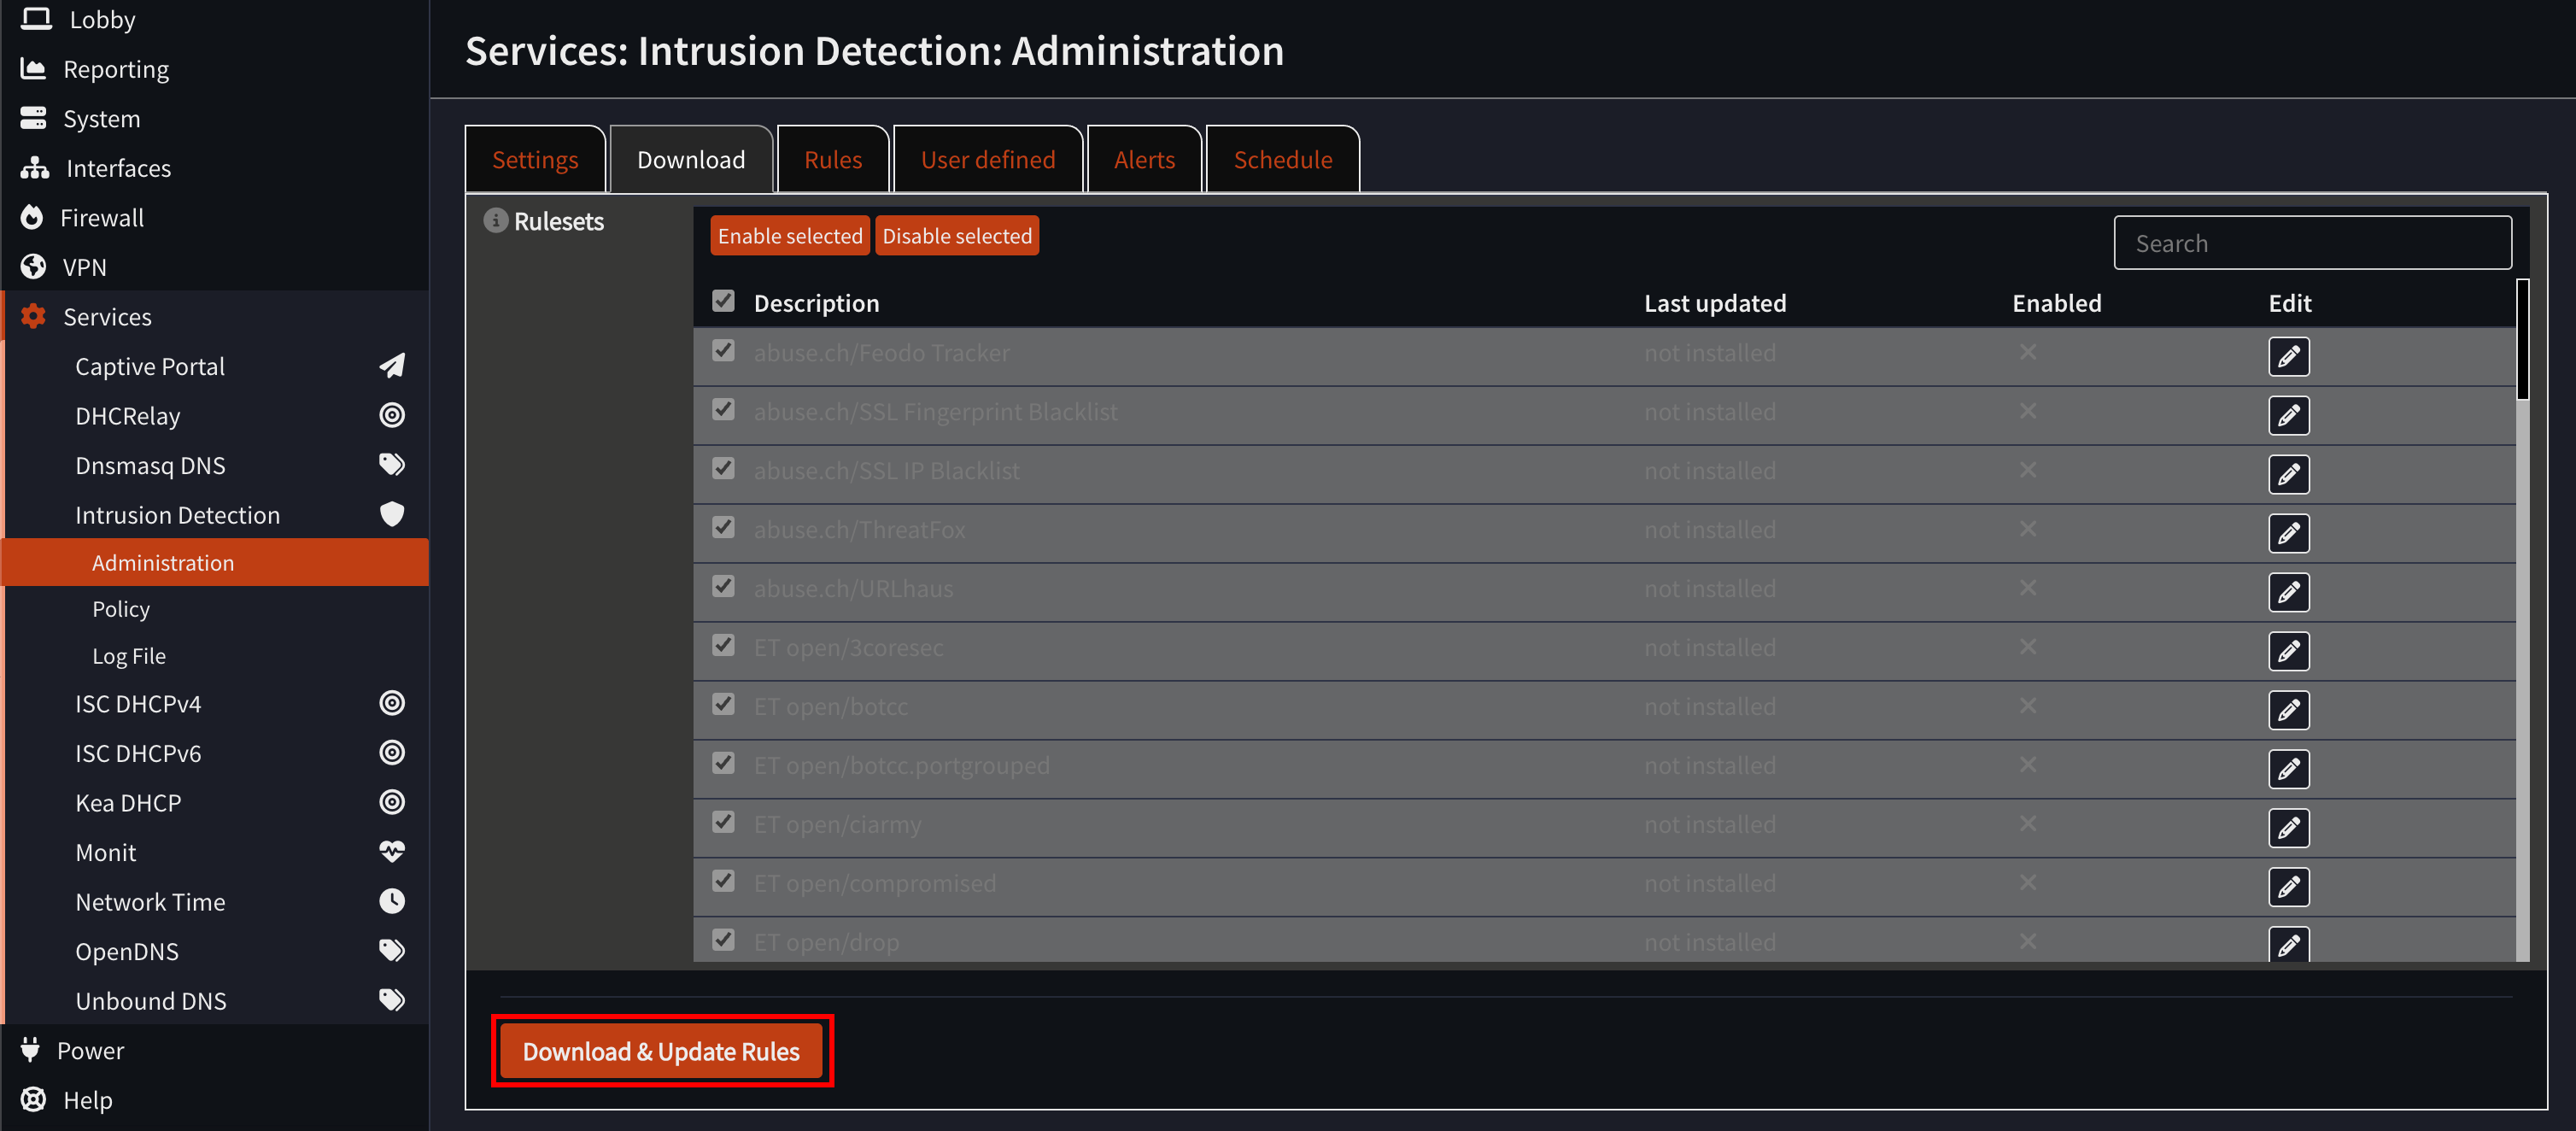 Lobby
Reporting
System
Interfaces
Firewall
VPN
Services
Captive Portal
DHCRelay
Dnsmasq DNS
Intrusion Detection
Administration
Policy
Log File
ISC DHCPv4
ISC DHCPv6
Kea DHCP
Monit
Network Time
OpenDNS
Unbound DNS
Power
Help
Services: Intrusion Detection: Administration
Settings Download Rules User defined Alerts Schedule
Rulesets
Enable selected Disable selected Search
Description Last updated Enabled Edit
abuse.ch/Feodo Tracker not installed
abuse.ch/SSL Fingerprint Blacklist not installed
abuse.ch/SSL IP Blacklist not installed
abuse.ch/ThreatFox not installed
abuse.ch/URLhaus not installed
ET open/3coresec not installed
ET open/botcc not installed
ET open/botcc.portgrouped not installed
ET open/ciarmy not installed
ET open/compromised not installed
ET open/drop not installed
Download & Update Rules